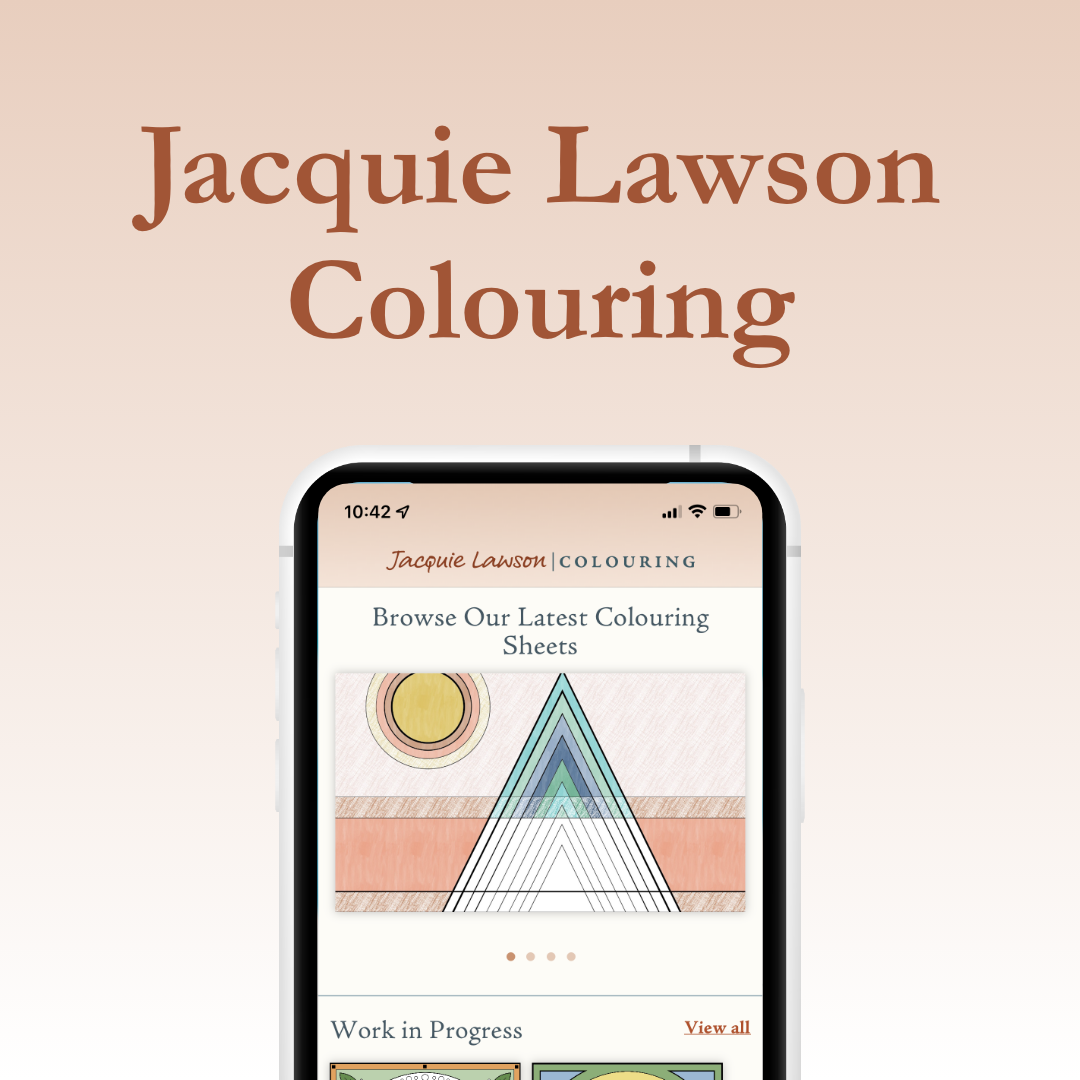 Jacquie Lawson
Colouring
10:42
Jacquie Lawson | COLOURING
Browse Our Latest Colouring
Sheets
Work in Progress
View all